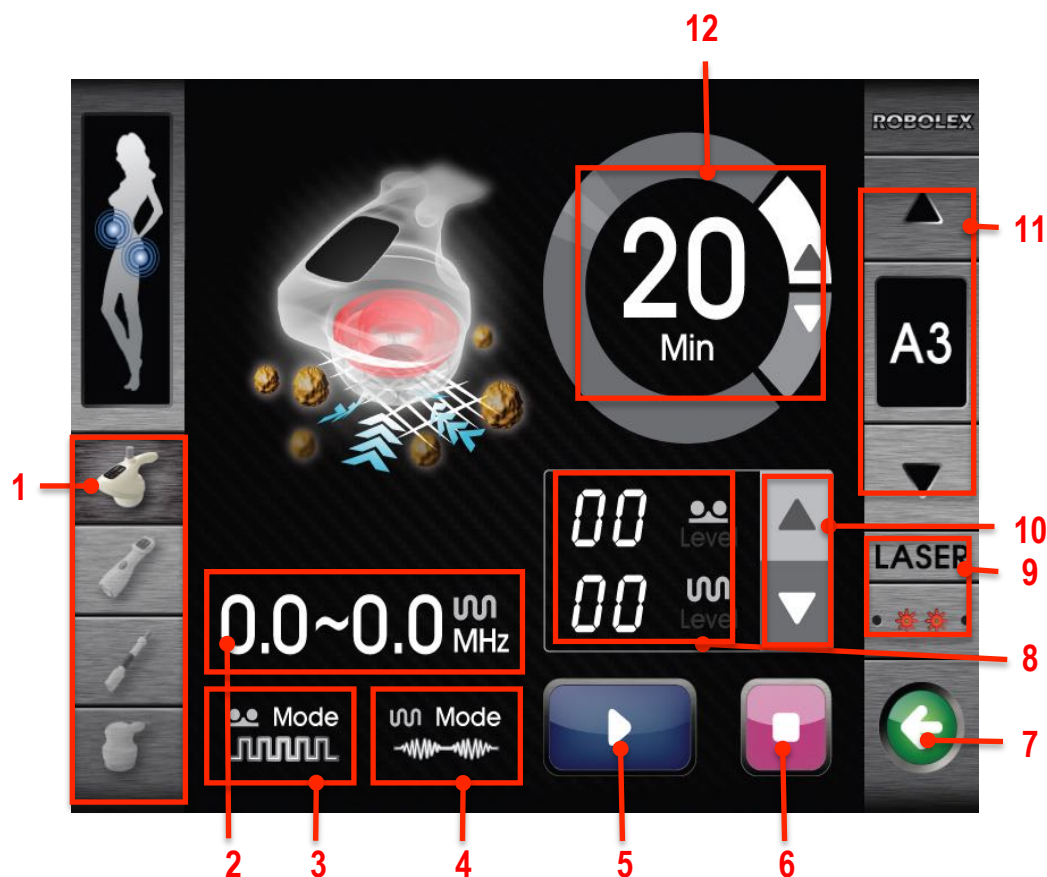 12
ROBOLEX
20
Min
11
A3
1
00 Level
00 Level
10
LASER
9
0.0~0.0 MHz
8
Mode
Mode
7
2
3
4
5
6